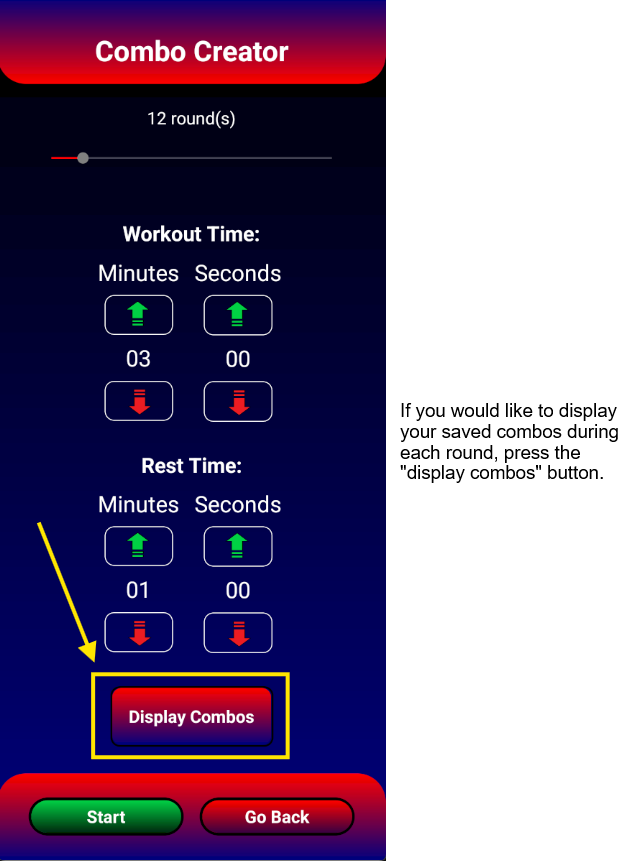 Combo Creator
12 round(s)
Workout Time:
Minutes Seconds
03 00
Rest Time:
Minutes Seconds
01 00
Display Combos
Start Go Back
If you would like to display
your saved combos during
each round, press the
"display combos" button.